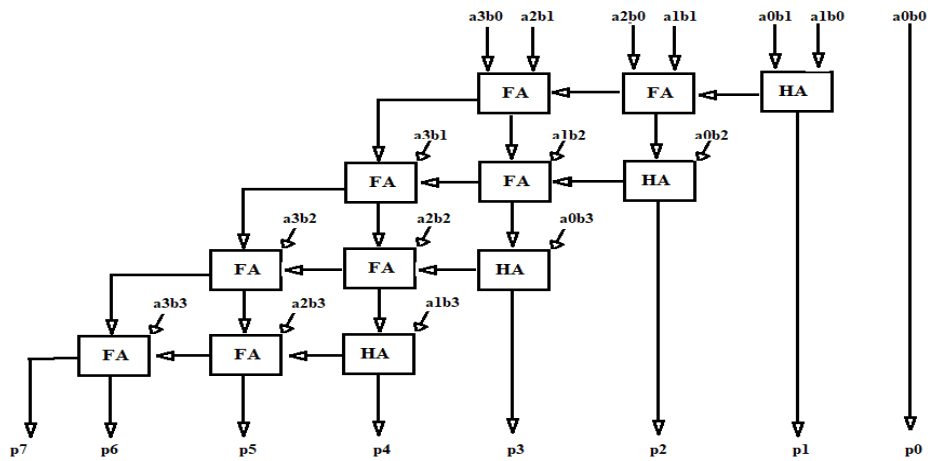 a3b0 a2b1 a2b0 a1b1 a0b1 a1b0 a0b0
FA FA HA
a3b1 a1b2 a0b2
FA FA HA
a3b2 a2b2 a0b3
FA FA HA
a3b3 a2b3 a1b3
FA FA HA
p7 p6 p5 p4 p3 p2 p1 p0